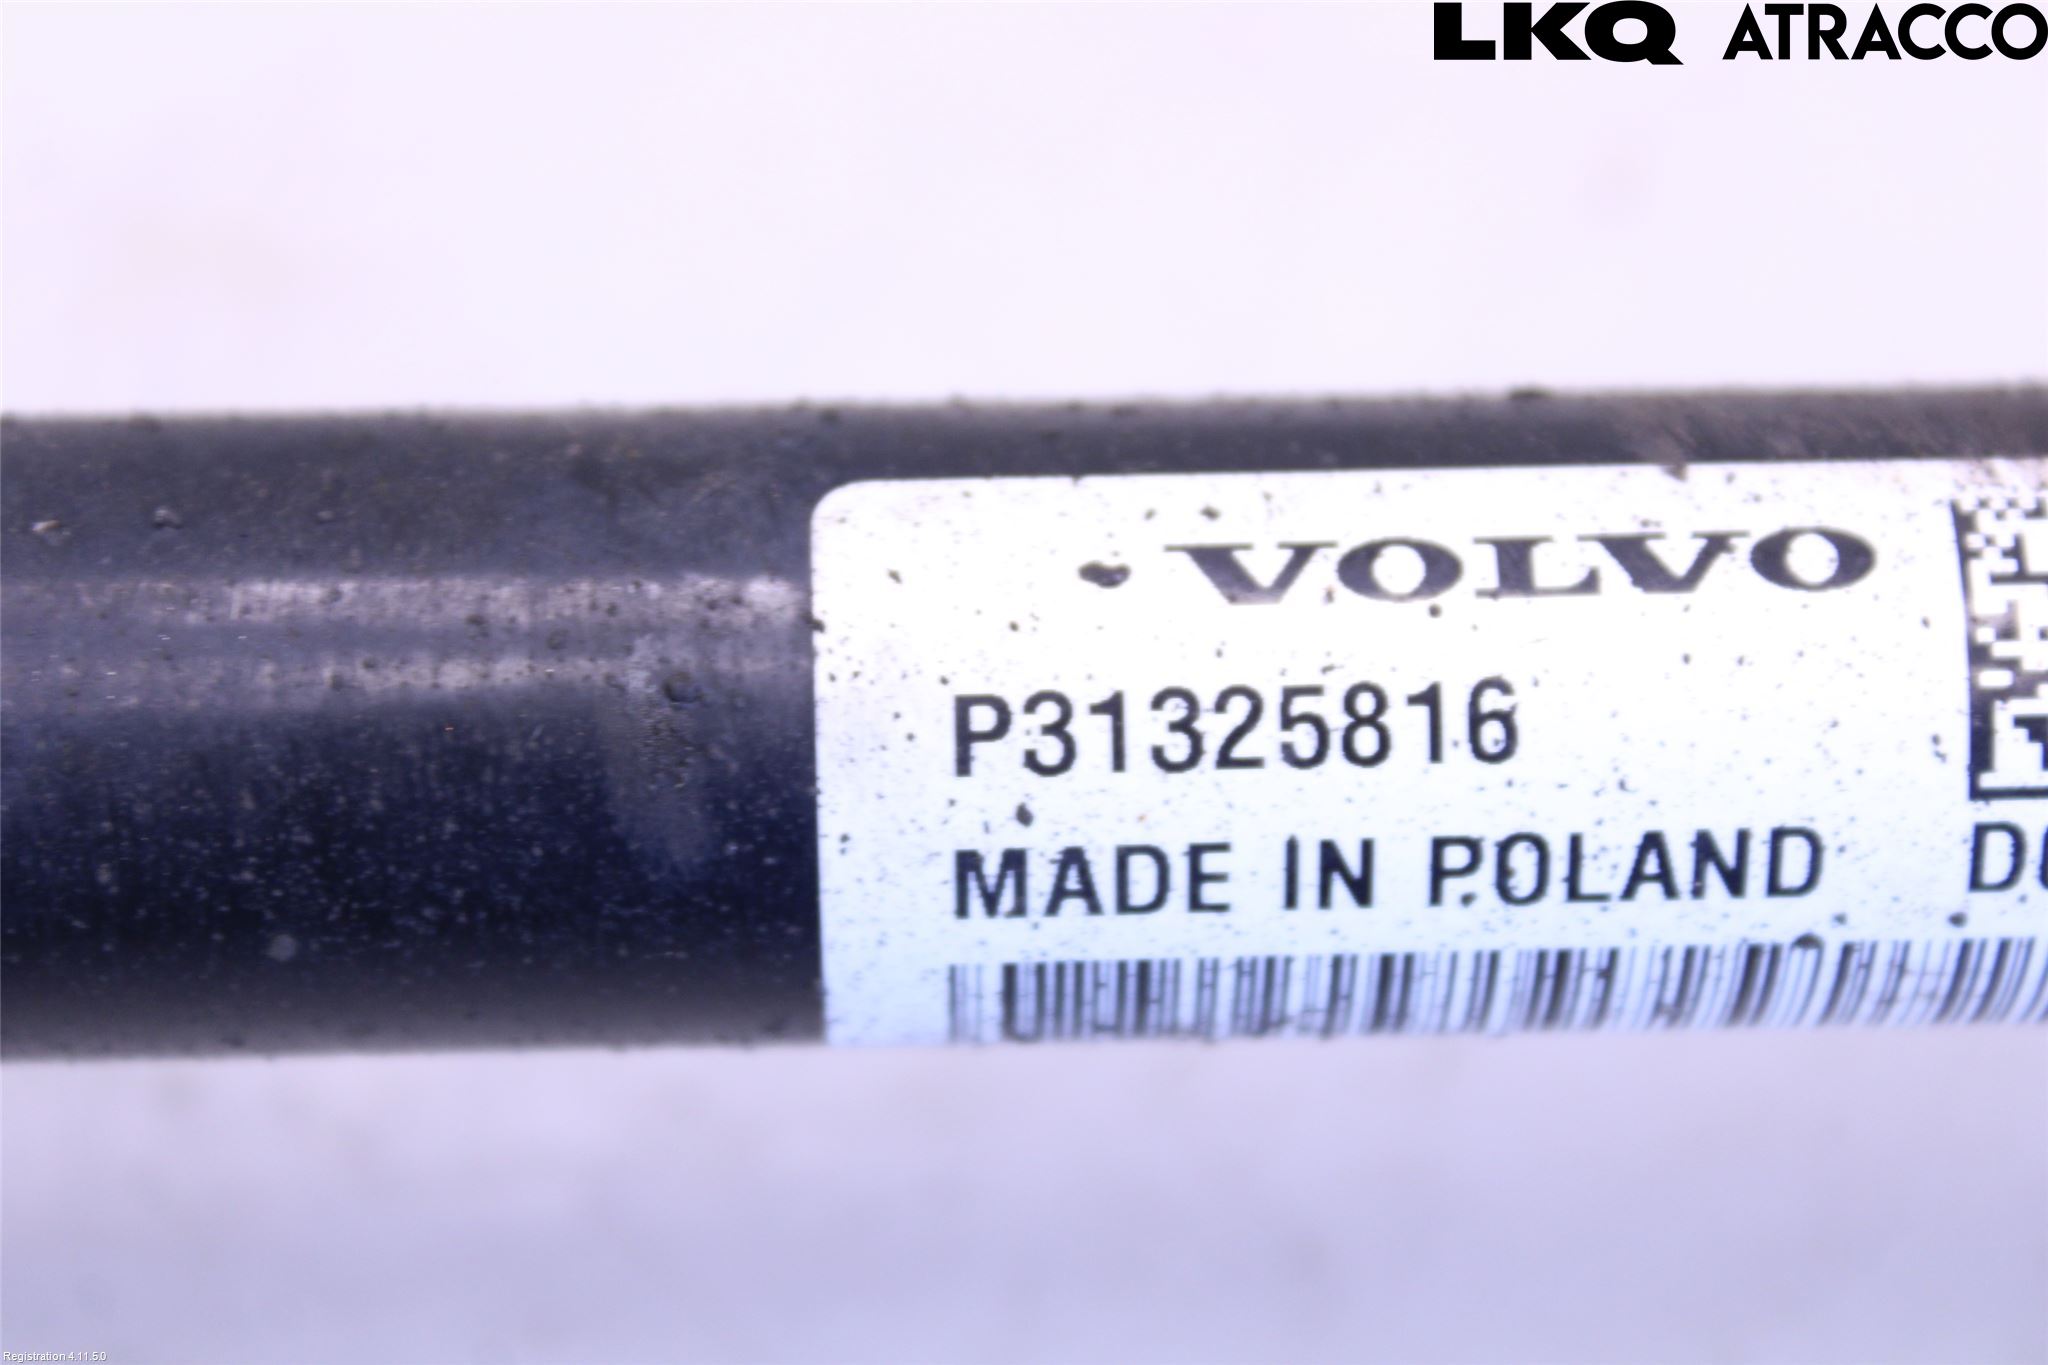 LKQ ATRACCO
VOLVO
P31325816
MADE IN POLAND
Registration 4.11.5.0